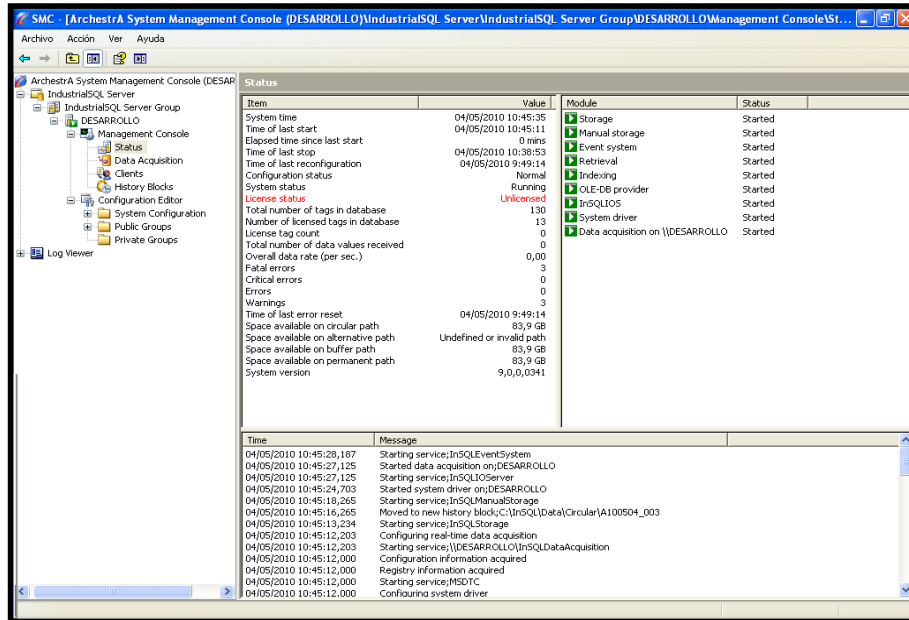 SMC - [ArchestrA System Management Console (DESARROLLO)\IndustrialSQL Server\IndustrialSQL Server Group\DESARROLLO\Management Console\St...
Archivo Acción Ver Ayuda
ArchestrA System Management Console (DESAR
IndustrialSQL Server
IndustrialSQL Server Group
DESARROLLO
Management Console
Status
Data Acquisition
Clients
History Blocks
Configuration Editor
System Configuration
Public Groups
Private Groups
Log Viewer
Status
Item Value
System time 04/05/2010 10:45:35
Time of last start 04/05/2010 10:45:11
Elapsed time since last start 0 mins
Time of last stop 04/05/2010 10:38:53
Time of last reconfiguration 04/05/2010 9:49:14
Configuration status Normal
System status Running
License status Unlicensed
Total number of tags in database 130
Number of licensed tags in database 13
License tag count 0
Total number of data values received 0
Overall data rate (per sec.) 0,00
Fatal errors 3
Critical errors 0
Errors 0
Warnings 3
Time of last error reset 04/05/2010 9:49:14
Space available on circular path 83,9 GB
Space available on alternative path Undefined or invalid path
Space available on buffer path 83,9 GB
Space available on permanent path 83,9 GB
System version 9,0,0,0341
Module Status
Storage Started
Manual storage Started
Event system Started
Retrieval Started
Indexing Started
OLE-DB provider Started
InSQLIOS Started
System driver Started
Data acquisition on \\DESARROLLO Started
Time Message
04/05/2010 10:45:28,187 Starting service;InSQLEventSystem
04/05/2010 10:45:27,125 Started data acquisition on;DESARROLLO
04/05/2010 10:45:27,125 Starting service;InSQLIOServer
04/05/2010 10:45:24,703 Started system driver on;DESARROLLO
04/05/2010 10:45:18,265 Starting service;InSQLManualStorage
04/05/2010 10:45:16,265 Moved to new history block;C:\InSQL\Data\Circular\A100504_003
04/05/2010 10:45:13,234 Starting service;InSQLStorage
04/05/2010 10:45:12,203 Configuring real-time data acquisition
04/05/2010 10:45:12,203 Starting service;\\DESARROLLO\InSQLDataAcquisition
04/05/2010 10:45:12,000 Configuration information acquired
04/05/2010 10:45:12,000 Registry information acquired
04/05/2010 10:45:12,000 Starting service;MSDTC
04/05/2010 10:45:12,000 Configuring system driver